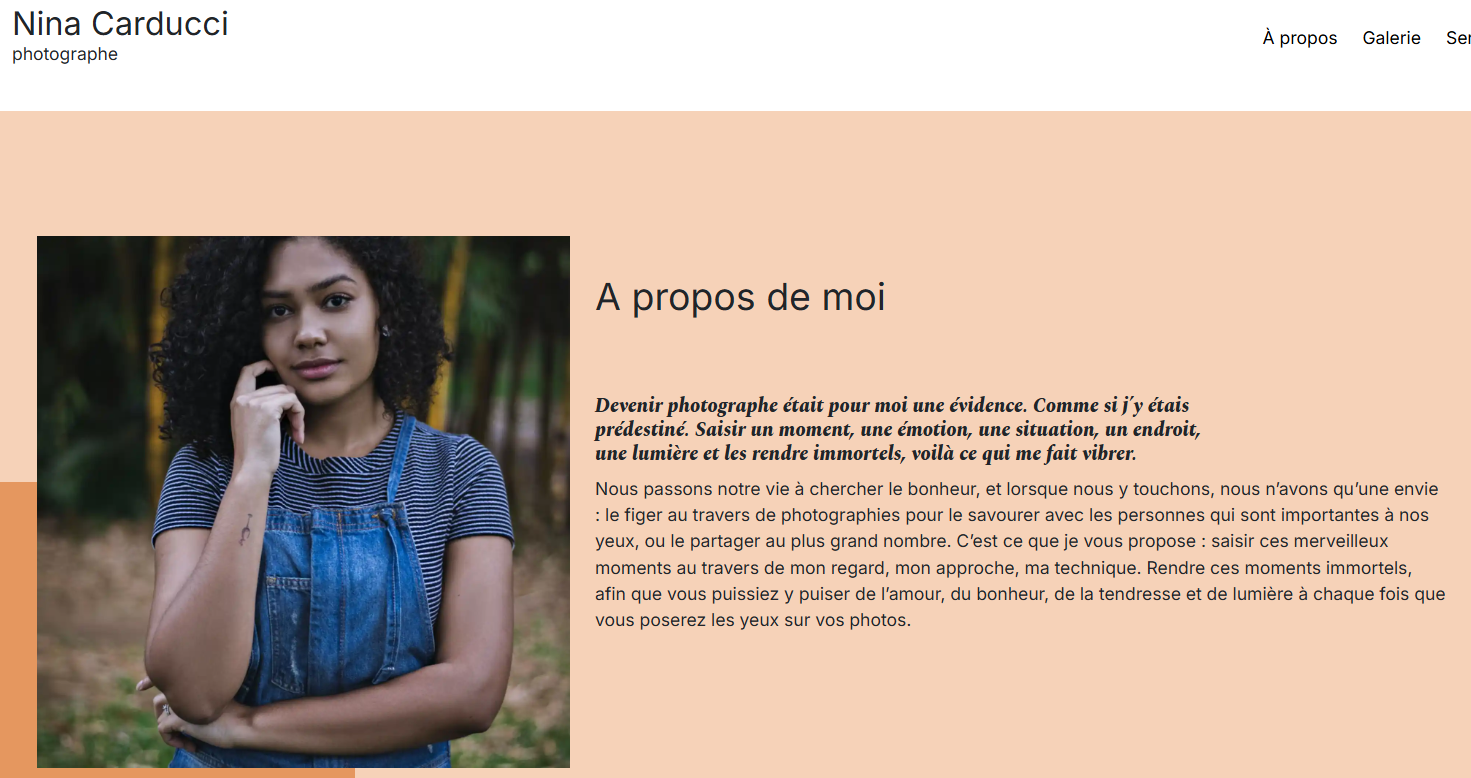 Nina Carducci
photographe
À propos Galerie
A propos de moi
Devenir photographe était pour moi une évidence. Comme si j´y étais
prédestiné. Saisir un moment, une émotion, une situation, un endroit,
une lumière et les rendre immortels, voilà ce qui me fait vibrer.
Nous passons notre vie à chercher le bonheur, et lorsque nous y touchons, nous n’avons qu’une envie
: le figer au travers de photographies pour le savourer avec les personnes qui sont importantes à nos
yeux, ou le partager au plus grand nombre. C’est ce que je vous propose : saisir ces merveilleux
moments au travers de mon regard, mon approche, ma technique. Rendre ces moments immortels,
afin que vous puissiez y puiser de l’amour, du bonheur, de la tendresse et de lumière à chaque fois que
vous poserez les yeux sur vos photos.